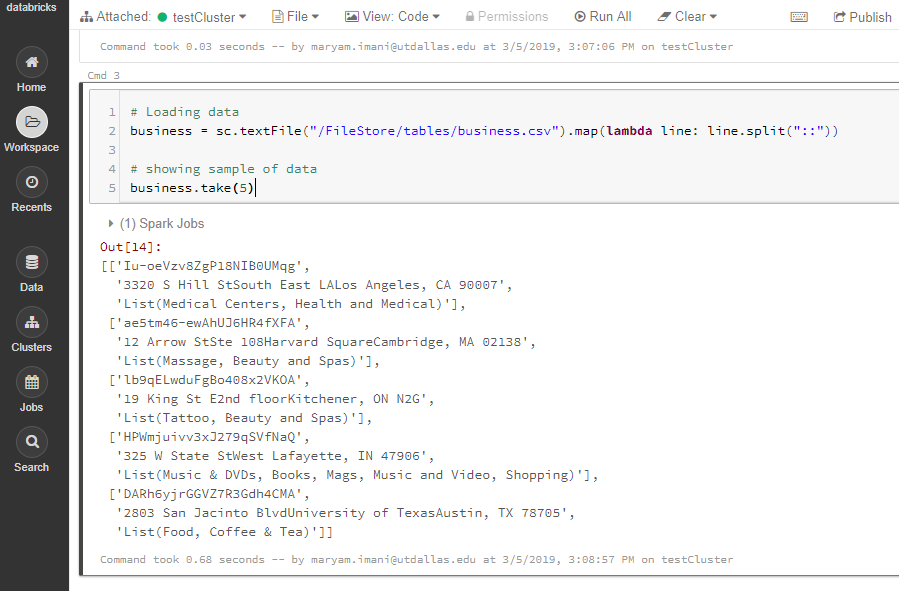 databricks
Home
Workspace
Recents
Data
Clusters
Jobs
Search
Attached: testCluster File View: Code Permissions Run All Clear Publish
Command took 0.03 seconds -- by maryam.imani@utdallas.edu at 3/5/2019, 3:07:06 PM on testCluster
Cmd 3
1 # Loading data
2 business = sc.textFile("/FileStore/tables/business.csv").map(lambda line: line.split("::"))
3
4 # showing sample of data
5 business.take(5)
(1) Spark Jobs
Out[14]:
[['Iu-oeVzv8ZgP18NIB0UMqg',
'3320 S Hill StSouth East LALos Angeles, CA 90007',
'List(Medical Centers, Health and Medical)'],
['ae5tm46-ewAhUJ6HR4fXFA',
'12 Arrow StSte 108Harvard SquareCambridge, MA 02138',
'List(Massage, Beauty and Spas)'],
['lb9qELwduFgBo408x2VKOA',
'19 King St E2nd floorKitchener, ON N2G',
'List(Tattoo, Beauty and Spas)'],
['HPWmjuivv3xJ279qSVfNaQ',
'325 W State StWest Lafayette, IN 47906',
'List(Music & DVDs, Books, Mags, Music and Video, Shopping)'],
['DARh6yjrGGVZ7R3Gdh4CMA',
'2803 San Jacinto BlvdUniversity of TexasAustin, TX 78705',
'List(Food, Coffee & Tea)']]
Command took 0.68 seconds -- by maryam.imani@utdallas.edu at 3/5/2019, 3:08:57 PM on testCluster